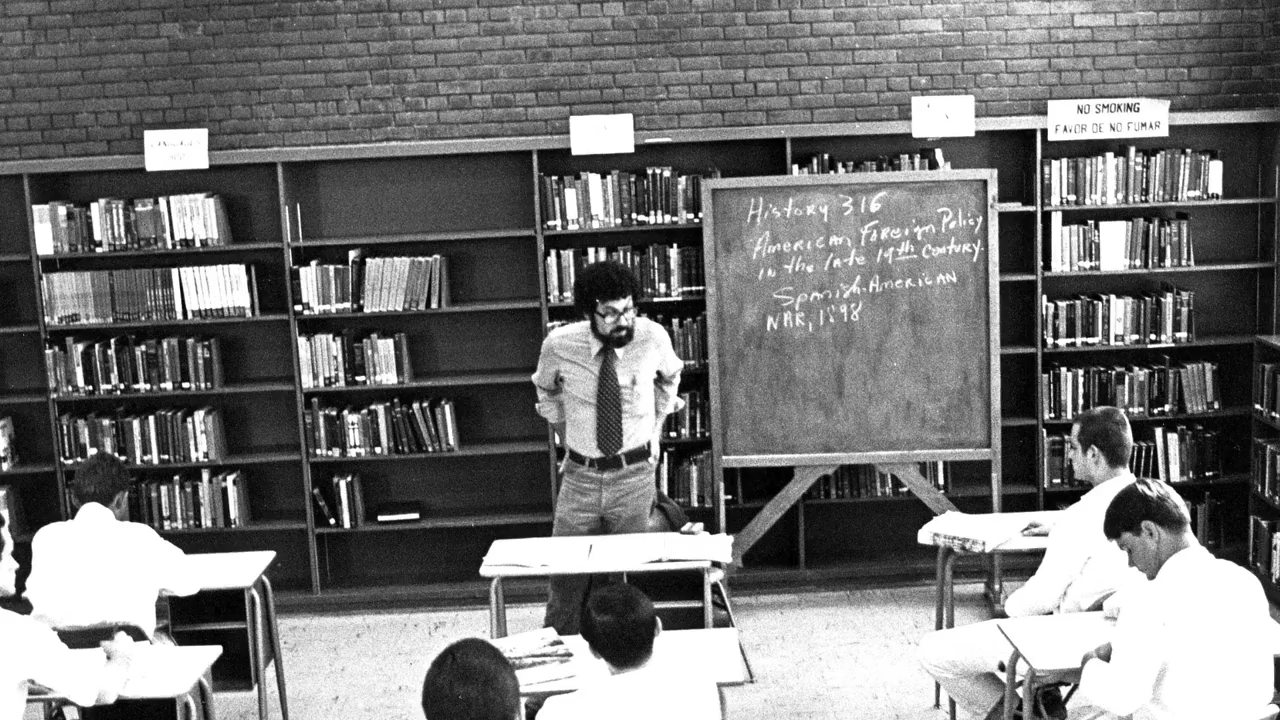 NO SMOKING
FAVOR DE NO FUMAR
History 316
American Foreign Policy
in the late 19th Century.
Spanish-American
WAR, 1898